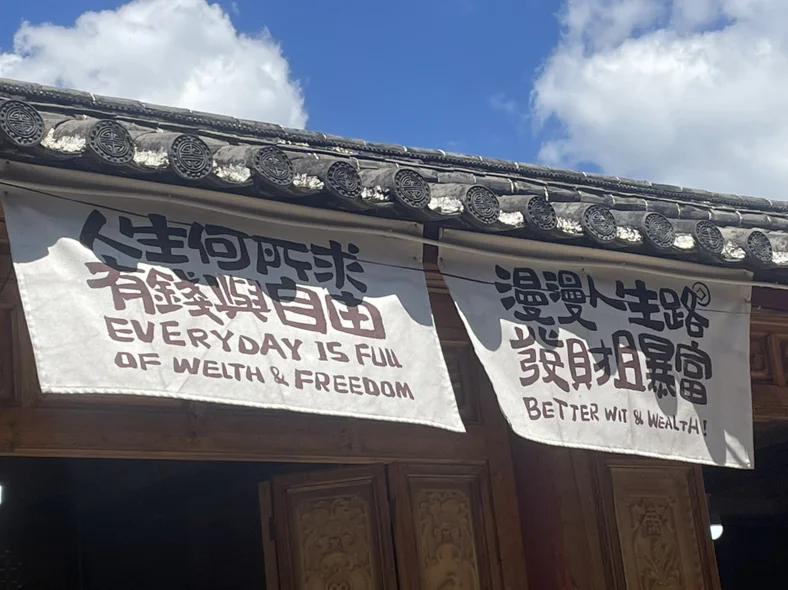 人生何所求
有錢與自由
EVERYDAY IS FULL
OF WELTH & FREEDOM
漫漫人生路
發財且暴富
BETTER WIT & WEALTH!